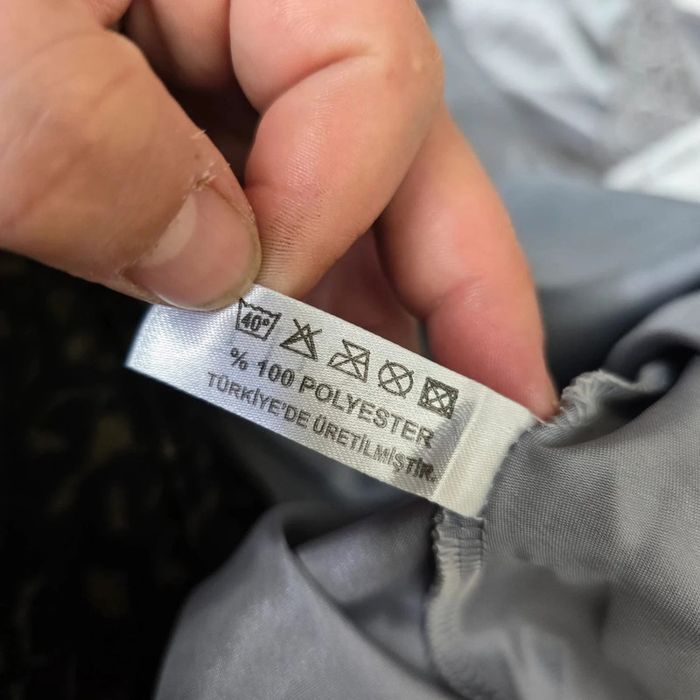 40°
% 100 POLYESTER
TÜRKİYE'DE ÜRETİLMİŞTİR.